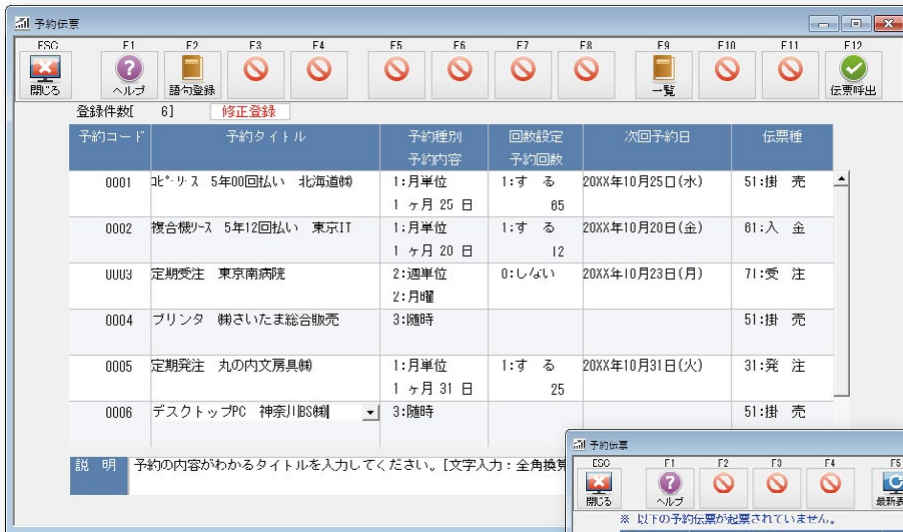 予約伝票
ESC F1 F2 F3 F4 F5 F6 F7 F8 F9 F10 F11 F12
閉じる ヘルプ 語句登録 一覧 伝票呼出
登録件数[ 6] 修正登録
予約コード 予約タイトル 予約種別 回数設定 次回予約日 伝票種
予約内容 予約回数
0001 ｺﾋﾟｰﾘｰｽ 5年00回払い 北海道㈱ 1:月単位 1:す る 20XX年10月25日(水) 51:掛 売
1 ヶ月 25 日 65
0002 複合機ﾘｰｽ 5年12回払い 東京IT 1:月単位 1:す る 20XX年10月20日(金) 61:入 金
1 ヶ月 20 日 12
0003 定期受注 東京南病院 2:週単位 0:しない 20XX年10月23日(月) 71:受 注
2:月曜
0004 プリンタ ㈱さいたま総合販売 3:随時 51:掛 売
0005 定期発注 丸の内文房具㈱ 1:月単位 1:す る 20XX年10月31日(火) 31:発 注
1 ヶ月 31 日 25
0006 デスクトップPC 神奈川BS㈱ 3:随時 51:掛 売
説 明 予約の内容がわかるタイトルを入力してください。[文字入力：全角換算
予約伝票
ESC F1 F2 F3 F4 F5
閉じる ヘルプ 最新表
※ 以下の予約伝票が起票されていません。